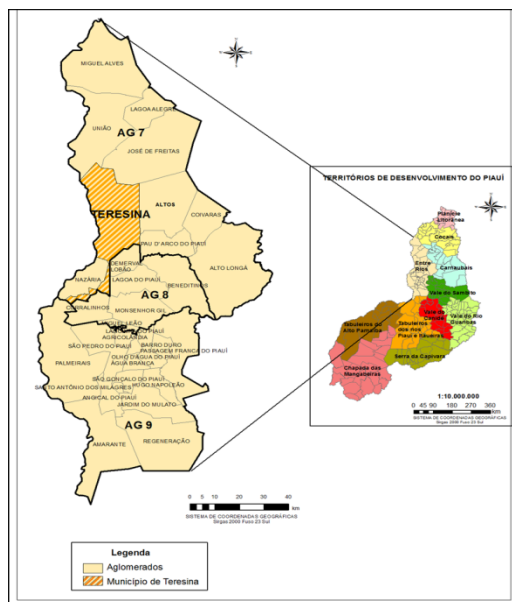 MIGUEL ALVES
LAGOA ALEGRE
UNIÃO
AG 7
JOSÉ DE FREITAS
TERESINA
ALTOS
COIVARAS
PAU D'ARCO DO PIAUÍ
DEMERVAL
LOBÃO
ALTO LONGÁ
NAZÁRIA
LAGOA DO PIAUÍ
BENEDITINOS
AG 8
CURRALINHOS
MONSENHOR GIL
MIGUEL LEÃO
AGRICOLÂNDIA
SÃO PEDRO DO PIAUÍ
BARRO DURO
PASSAGEM FRANCA DO PIAUÍ
PALMEIRAIS
OLHO D'ÁGUA DO PIAUÍ
ÁGUA BRANCA
SÃO GONÇALO DO PIAUÍ
SANTO ANTÔNIO DOS MILAGRES
HUGO NAPOLEÃO
ANGICAL DO PIAUÍ
JARDIM DO MULATO
AG 9
AMARANTE
REGENERAÇÃO
0 5 10 20 30 40
km
SISTEMA DE COORDENADAS GEOGRÁFICAS
Sirgas 2000 Fuso 23 Sul
Legenda
Aglomerados
Município de Teresina
TERRITÓRIOS DE DESENVOLVIMENTO DO PIAUÍ
Planície
Litorânea
Cocais
Entre
Rios
Carnaubais
Vale do Sambito
Vale do
Canindé
Vale do Rio
Guaribas
Tabuleiros do
Alto Parnaíba
Tabuleiros
dos rios
Piauí e Itaueiras
Serra da Capivara
Chapada das
Mangabeiras
1:10.000.000
0 45 90 180 270 360
km
SISTEMA DE COORDENADAS GEOGRÁFICAS
Sirgas 2000 Fuso 23 Sul